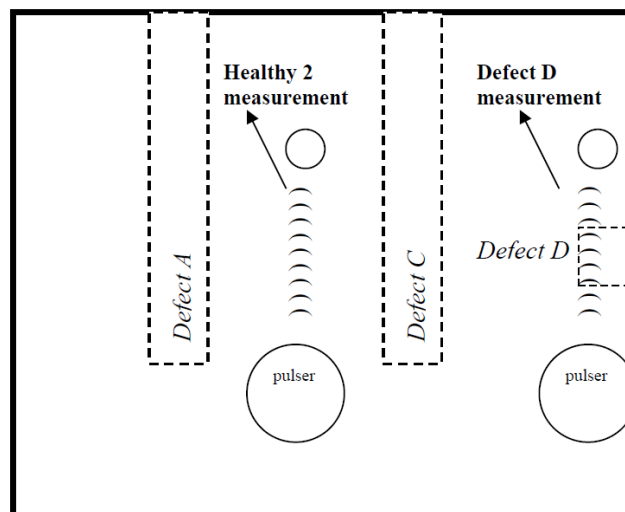 Healthy 2
measurement
Defect D
measurement
Defect A
Defect C
Defect D
pulser
pulser